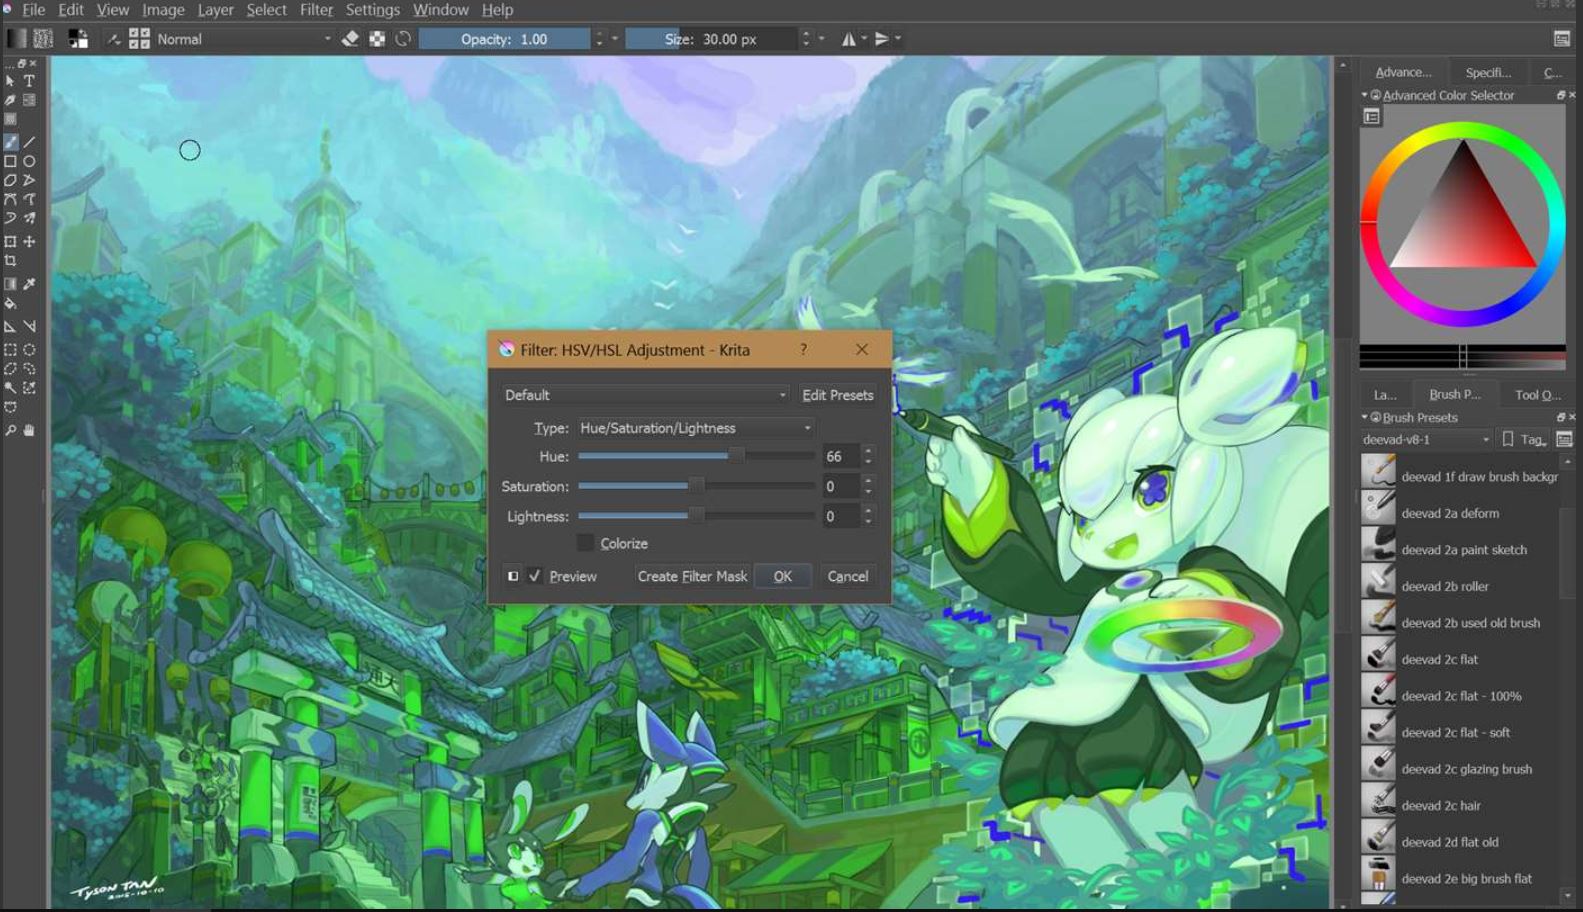 File Edit View Image Layer Select Filter Settings Window Help
Normal Opacity: 1.00 Size: 30.00 px
Advance... Specifi... C...
Advanced Color Selector
Filter: HSV/HSL Adjustment - Krita ?
Default Edit Presets
Type: Hue/Saturation/Lightness
Hue: 66
Saturation: 0
Lightness: 0
Colorize
Preview Create Filter Mask OK Cancel
La... Brush P... Tool O...
Brush Presets
deevad-v8-1 Tag
deevad 1f draw brush backgr
deevad 2a deform
deevad 2a paint sketch
deevad 2b roller
deevad 2b used old brush
deevad 2c flat
deevad 2c flat - 100%
deevad 2c flat - soft
deevad 2c glazing brush
deevad 2c hair
deevad 2d flat old
deevad 2e big brush flat
TYSON TAN
2015-10-10